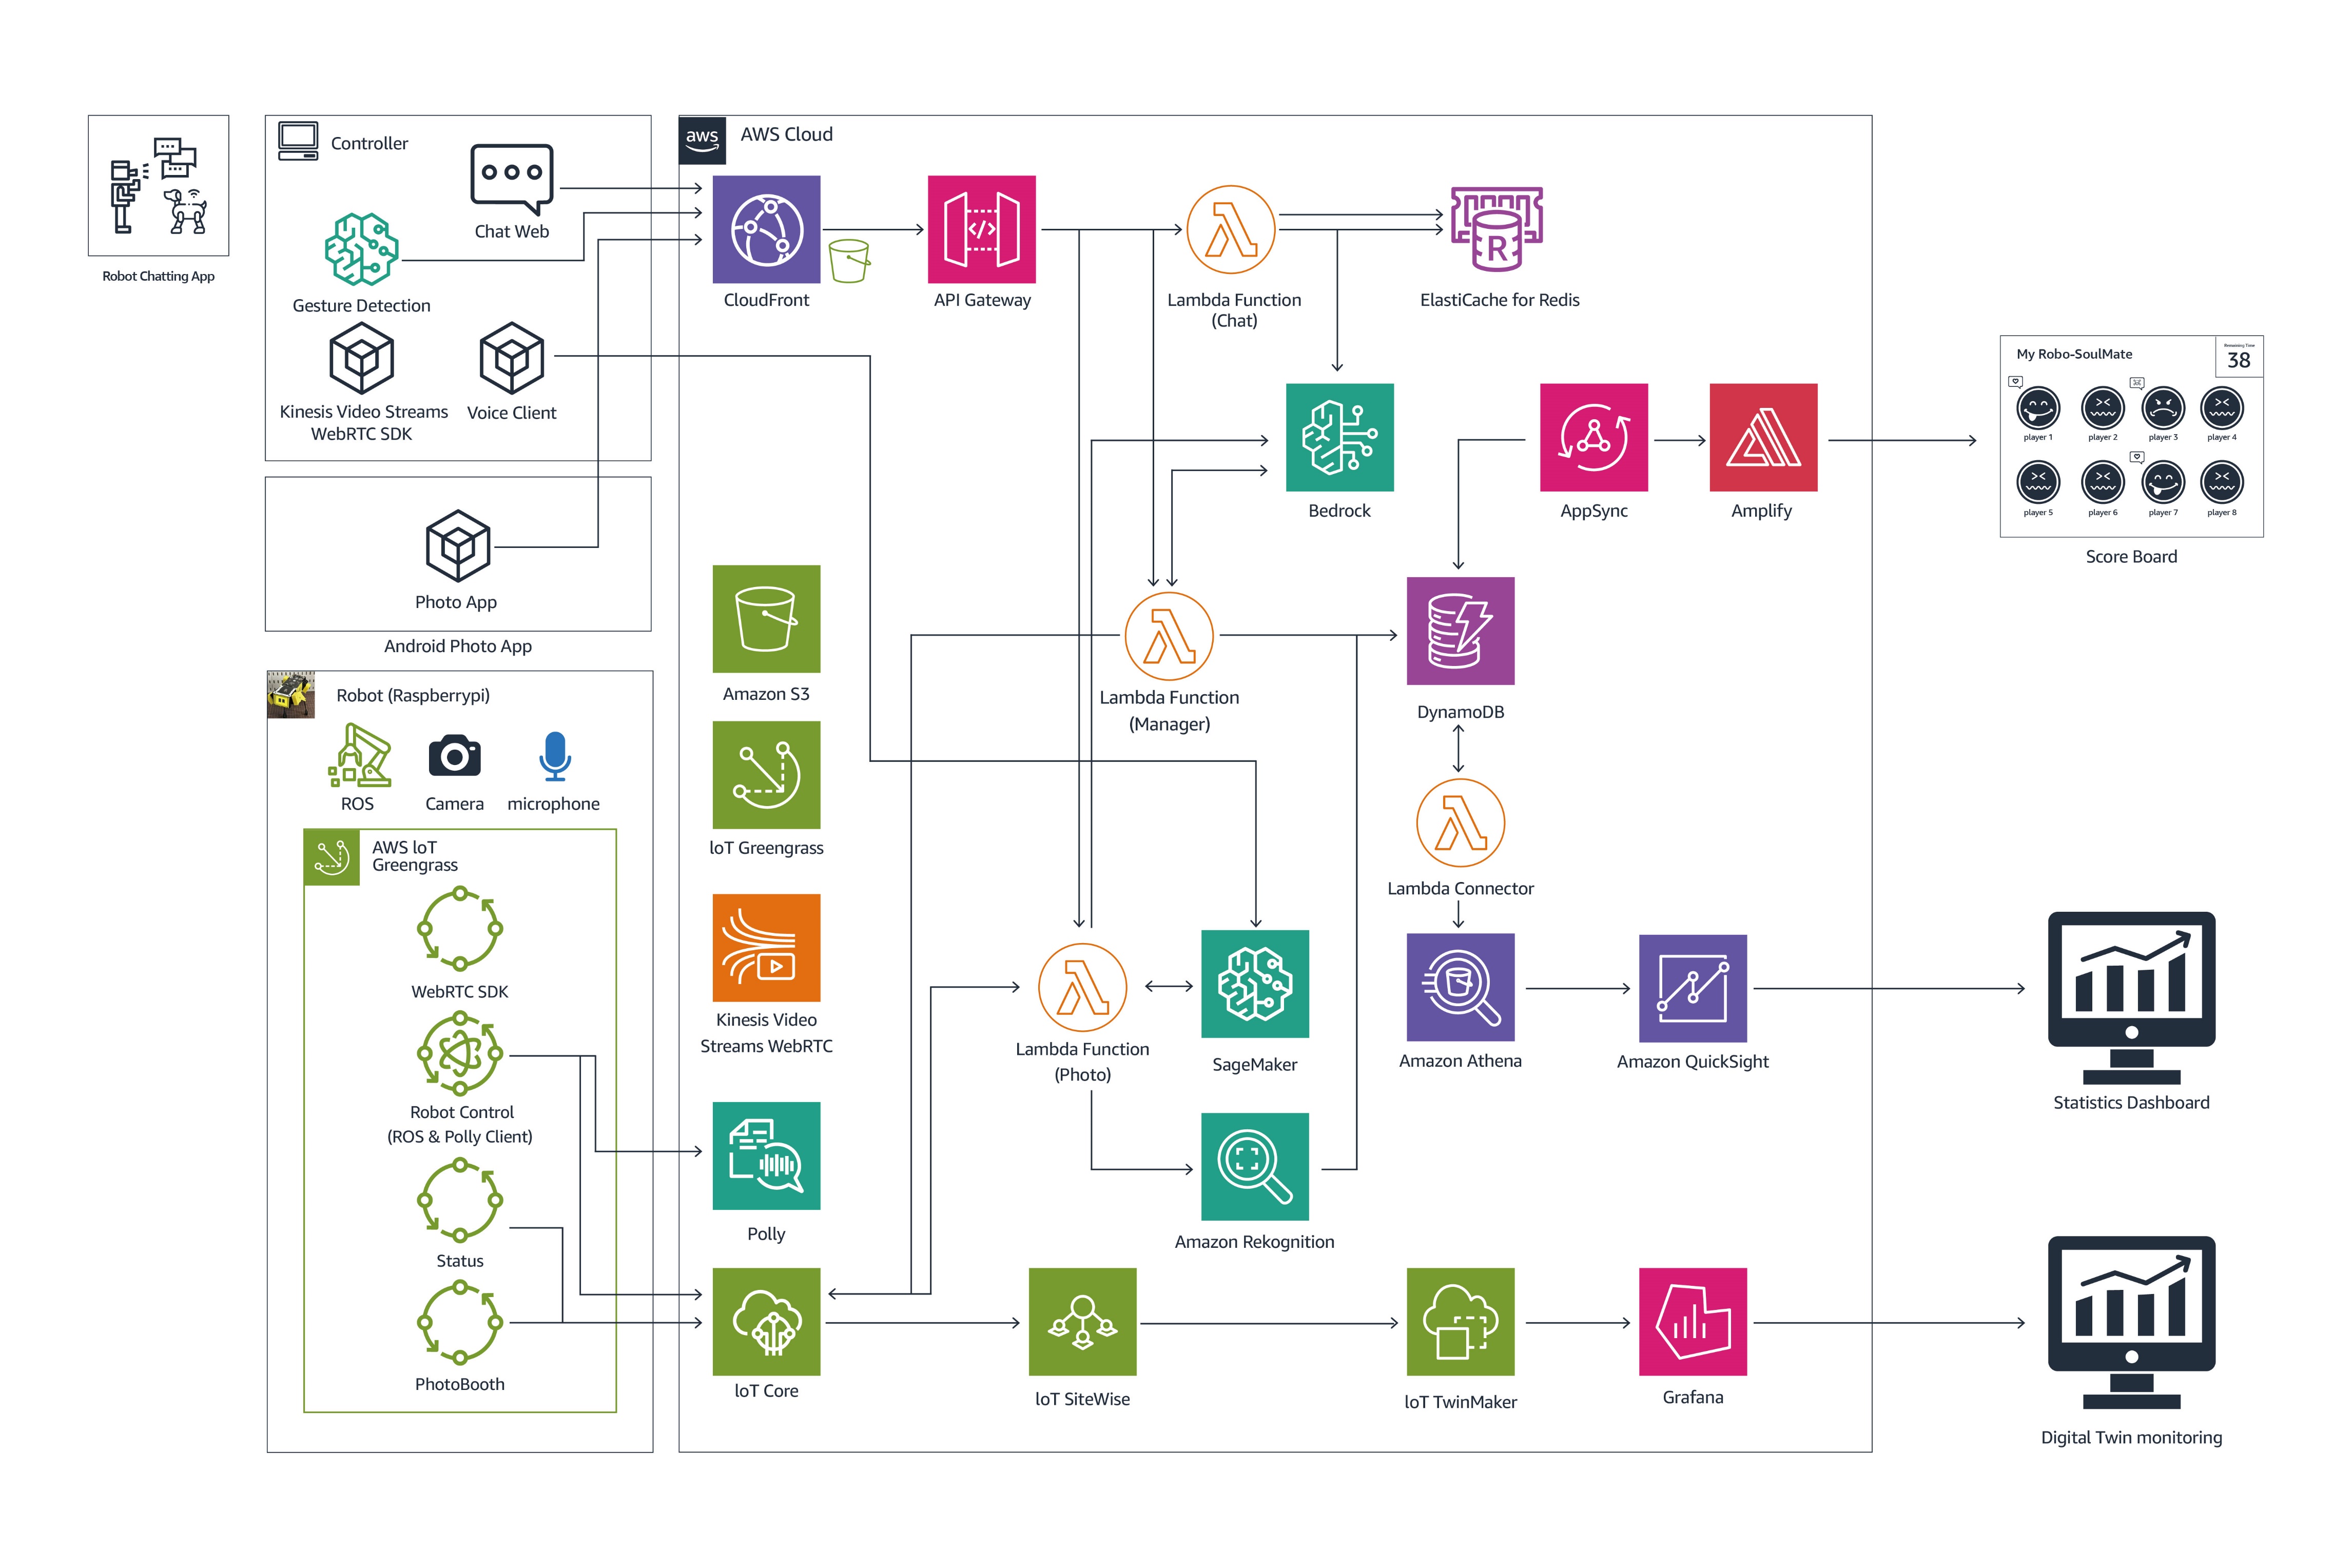 Robot Chatting App
Controller
Chat Web
Gesture Detection
Kinesis Video Streams
WebRTC SDK
Voice Client
Photo App
Android Photo App
Robot (Raspberrypi)
ROS
Camera
microphone
AWS loT
Greengrass
WebRTC SDK
Robot Control
(ROS & Polly Client)
Status
PhotoBooth
aws
AWS Cloud
CloudFront
</>
API Gateway
Lambda Function
(Chat)
R
ElastiCache for Redis
Bedrock
AppSync
Amplify
Amazon S3
Lambda Function
(Manager)
DynamoDB
loT Greengrass
Lambda Connector
Kinesis Video
Streams WebRTC
Lambda Function
(Photo)
SageMaker
Amazon Athena
Amazon QuickSight
Polly
Amazon Rekognition
loT Core
loT SiteWise
loT TwinMaker
Grafana
My Robo-SoulMate
Remaining Time
38
player 1
player 2
player 3
player 4
player 5
player 6
player 7
player 8
Score Board
Statistics Dashboard
Digital Twin monitoring